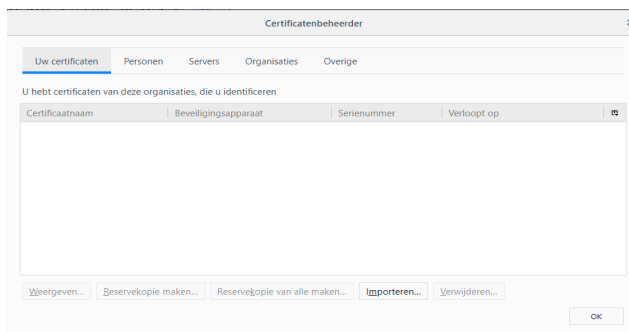 Certificatenbeheerder
Uw certificaten Personen Servers Organisaties Overige
U hebt certificaten van deze organisaties, die u identificeren
Certificaatnaam Beveiligingsapparaat Serienummer Verloopt op
Weergeven... Reservekopie maken... Reservekopie van alle maken... Importeren... Verwijderen...
OK